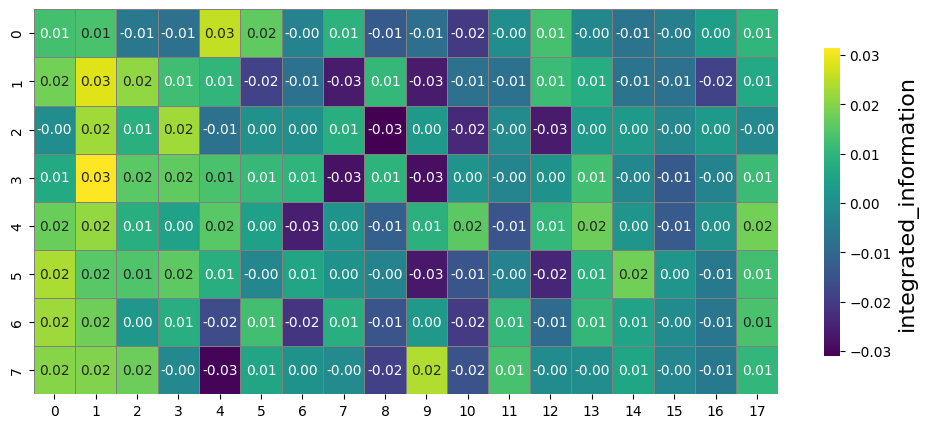 0 0.01 0.01 -0.01 -0.01 0.03 0.02 -0.00 0.01 -0.01 -0.01 -0.02 -0.00 0.01 -0.00 -0.01 -0.00 0.00 0.01
1 0.02 0.03 0.02 0.01 0.01 -0.02 -0.01 -0.03 0.01 -0.03 -0.01 -0.01 0.01 0.01 -0.01 -0.01 -0.02 0.01
2 -0.00 0.02 0.01 0.02 -0.01 0.00 0.00 0.01 -0.03 0.00 -0.02 -0.01 -0.03 0.00 0.00 -0.00 0.00 -0.00
3 0.01 0.03 0.02 0.02 0.01 0.01 0.01 -0.03 0.01 -0.03 0.00 -0.00 0.00 0.01 -0.00 -0.01 -0.00 0.01
4 0.02 0.02 0.01 0.00 0.02 0.00 -0.03 0.00 -0.01 0.01 0.02 -0.01 0.01 0.02 0.00 -0.01 0.00 0.02
5 0.02 0.02 0.01 0.02 0.01 -0.00 0.01 0.00 -0.00 -0.03 -0.01 -0.00 -0.02 0.01 0.02 0.00 -0.01 0.01
6 0.02 0.02 0.00 0.01 -0.02 0.01 -0.02 0.01 -0.01 0.00 -0.02 0.01 -0.01 0.01 0.01 -0.00 -0.01 0.01
7 0.02 0.02 0.02 -0.00 -0.03 0.01 0.00 -0.00 -0.02 0.02 -0.02 0.01 -0.00 -0.00 0.01 0.00 -0.01 0.01
0 1 2 3 4 5 6 7 8 9 10 11 12 13 14 15 16 17
0.03
0.02
0.01
0.00
−0.01
−0.02
−0.03
integrated_information